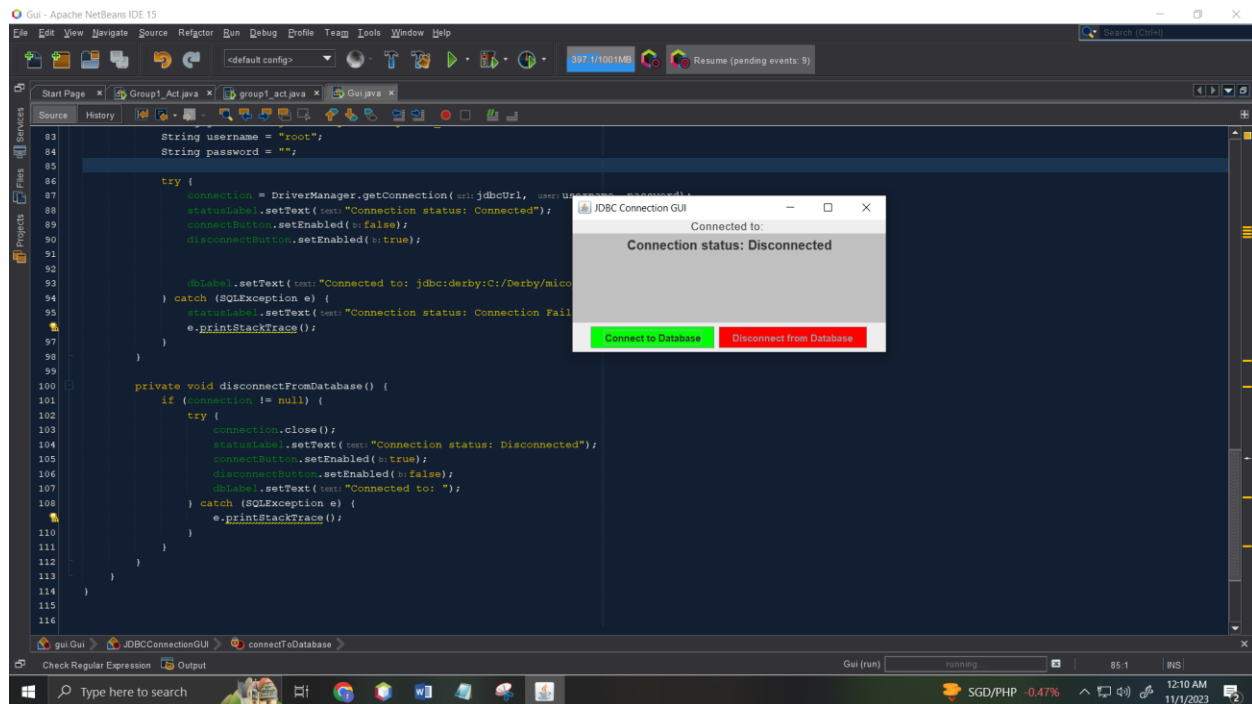 Gui - Apache NetBeans IDE 15
File Edit View Navigate Source Refactor Run Debug Profile Team Tools Window Help
Search (Ctrl+I)
<default config>
397.1/1001MB
Resume (pending events: 9)
Start Page Group1_Act.java group1_act.java Gui.java
Source History
Services
Files
Projects
83 String username = "root";
84 String password = "";
85
86 try {
87 connection = DriverManager.getConnection( url: jdbcUrl, user: username, password);
88 statusLabel.setText( text: "Connection status: Connected");
89 connectButton.setEnabled( b: false);
90 disconnectButton.setEnabled( b: true);
91
92
93 dbLabel.setText( text: "Connected to: jdbc:derby:C:/Derby/mico
94 } catch (SQLException e) {
95 statusLabel.setText( text: "Connection status: Connection Fail
e.printStackTrace();
97 }
98 }
99
100 private void disconnectFromDatabase() {
101 if (connection != null) {
102 try {
103 connection.close();
104 statusLabel.setText( text: "Connection status: Disconnected");
105 connectButton.setEnabled( b: true);
106 disconnectButton.setEnabled( b: false);
107 dbLabel.setText( text: "Connected to: ");
108 } catch (SQLException e) {
e.printStackTrace();
110 }
111 }
112 }
113 }
114 }
115
116
JDBC Connection GUI
Connected to:
Connection status: Disconnected
Connect to Database Disconnect from Database
gui.Gui JDBCConnectionGUI connectToDatabase
Check Regular Expression Output
Gui (run) running... 85:1 INS
Type here to search
SGD/PHP -0.47%
12:10 AM
11/1/2023
2